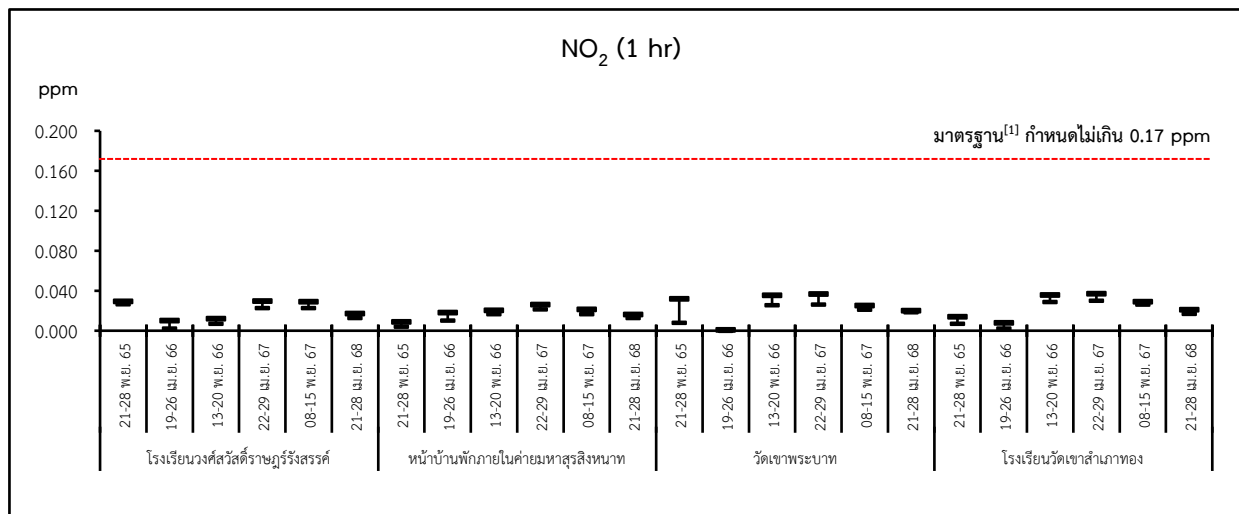 NO2 (1 hr)
ppm
0.200
มาตรฐาน[1] กำหนดไม่เกิน 0.17 ppm
0.160
0.120
0.080
0.040
0.000
21-28 พ.ย. 65
19-26 เม.ย. 66
13-20 พ.ย. 66
22-29 เม.ย. 67
08-15 พ.ย. 67
21-28 เม.ย. 68
21-28 พ.ย. 65
19-26 เม.ย. 66
13-20 พ.ย. 66
22-29 เม.ย. 67
08-15 พ.ย. 67
21-28 เม.ย. 68
21-28 พ.ย. 65
19-26 เม.ย. 66
13-20 พ.ย. 66
22-29 เม.ย. 67
08-15 พ.ย. 67
21-28 เม.ย. 68
21-28 พ.ย. 65
19-26 เม.ย. 66
13-20 พ.ย. 66
22-29 เม.ย. 67
08-15 พ.ย. 67
21-28 เม.ย. 68
โรงเรียนวงศ์สวัสดิ์ราษฎร์รังสรรค์
หน้าบ้านพักภายในค่ายมหาสุรสิงหนาท
วัดเขาพระบาท
โรงเรียนวัดเขาสำเภาทอง